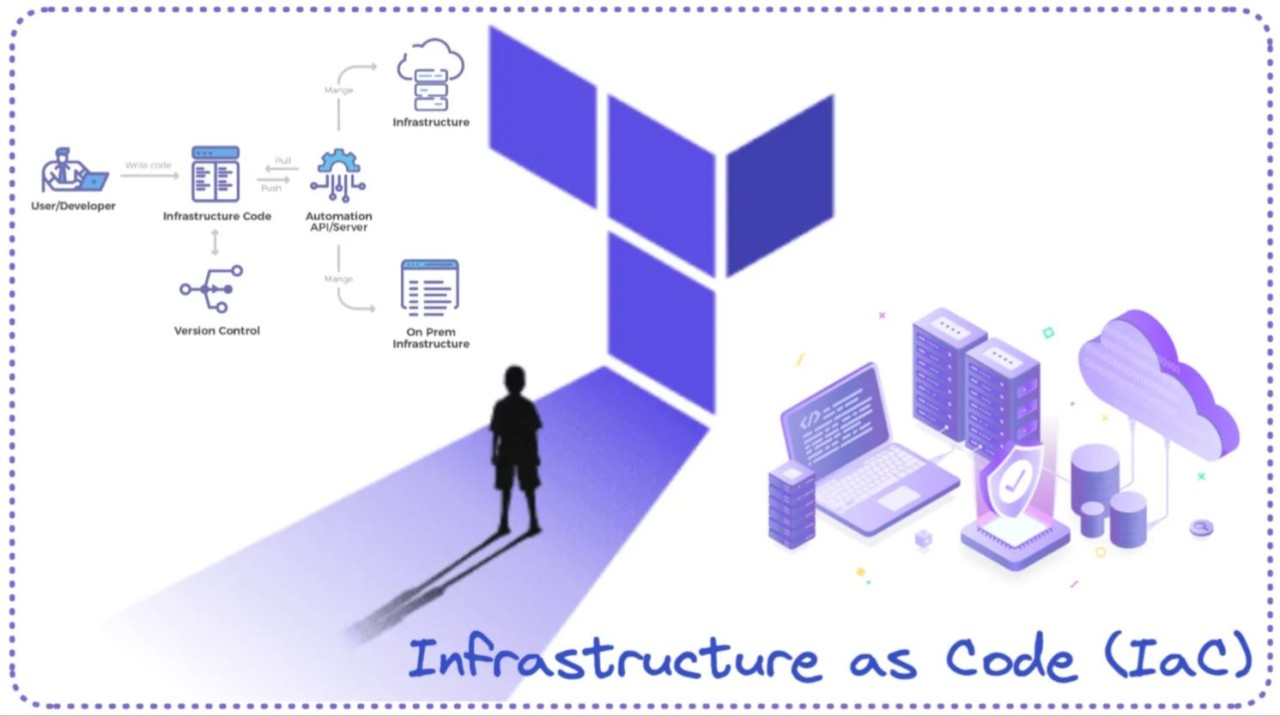 Mange
Infrastructure
User/Developer
Write code
Infrastructure Code
Pull
Push
Automation
API/Server
Version Control
Mange
On Prem
Infrastructure
</>
Infrastructure as Code (IaC)